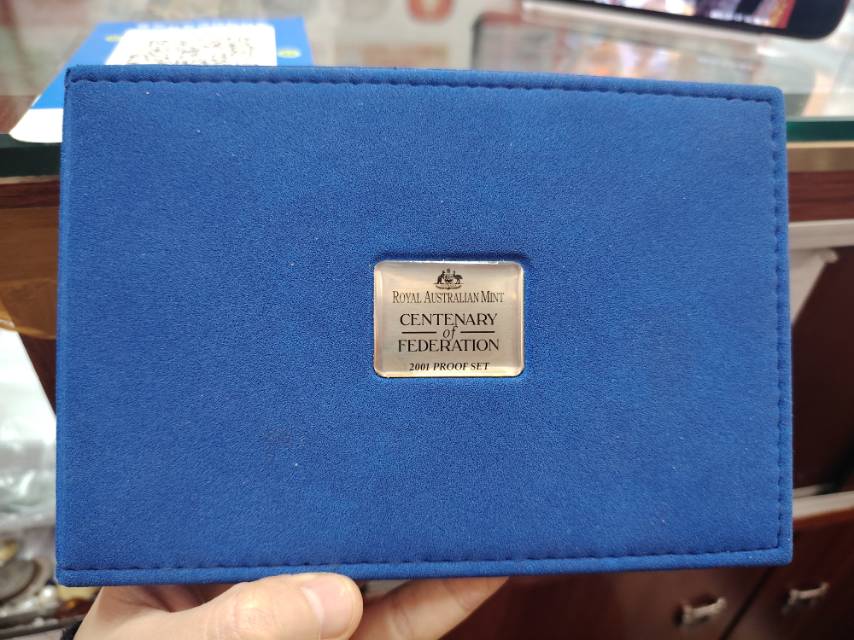 ROYAL AUSTRALIAN MINT
CENTENARY
of
FEDERATION
2001 PROOF SET